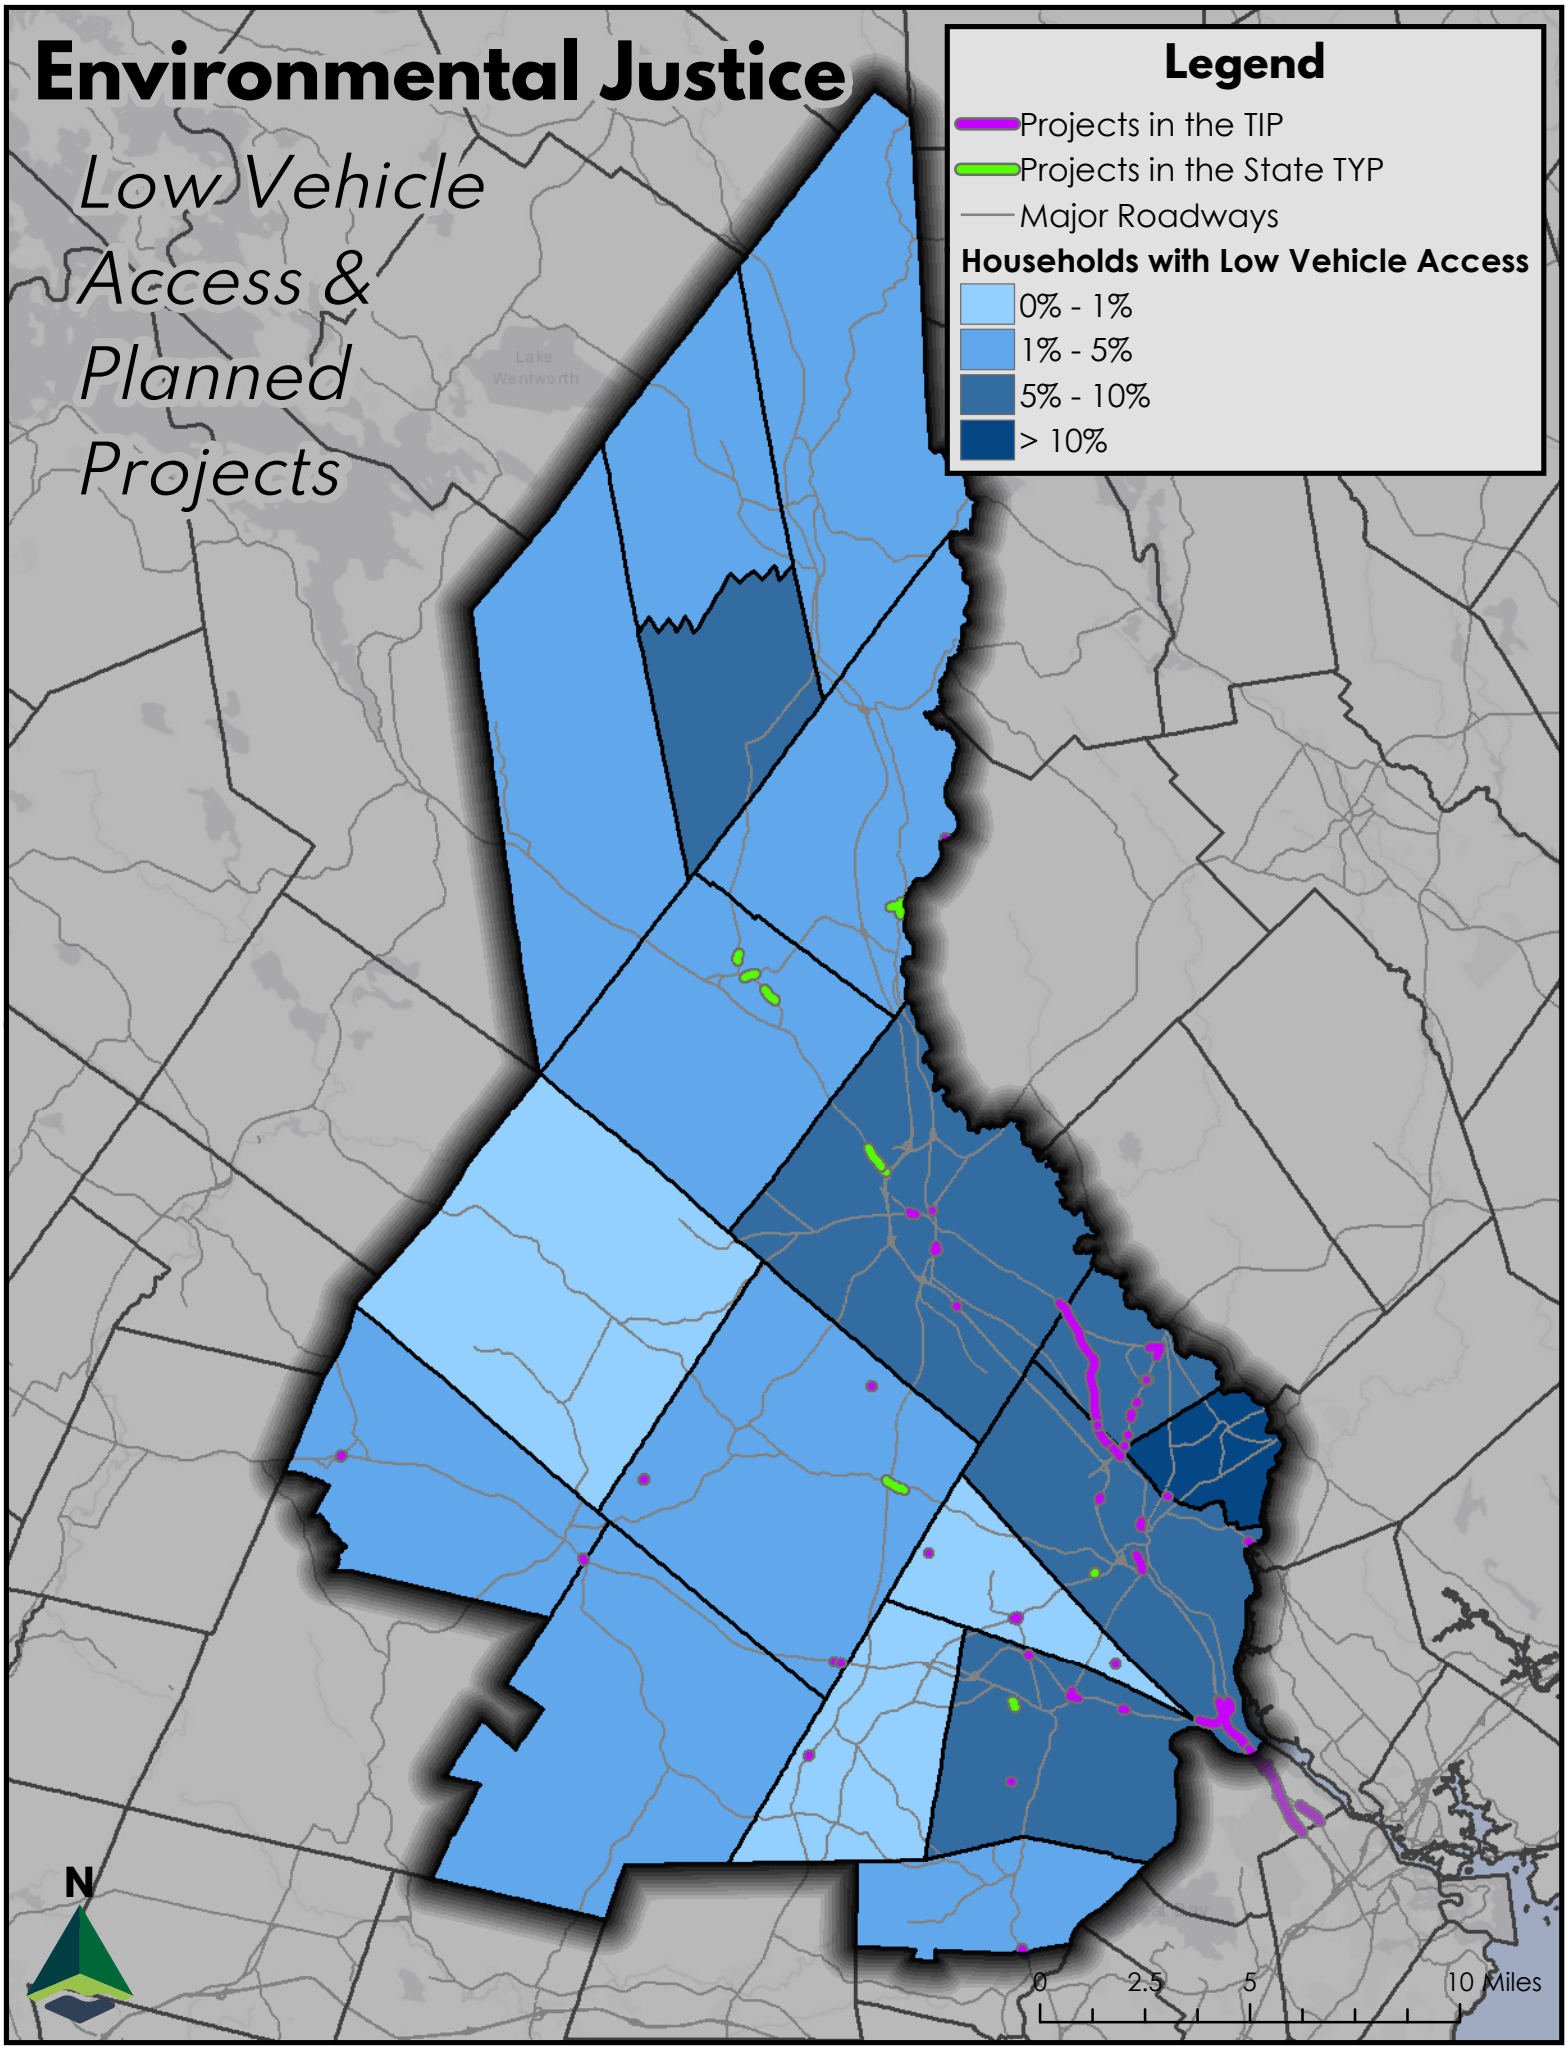 Environmental Justice
Low Vehicle
Access &
Planned
Projects
Legend
Projects in the TIP
Projects in the State TYP
Major Roadways
Households with Low Vehicle Access
0% - 1%
1% - 5%
5% - 10%
> 10%
Lake
Wentworth
N
0 2.5 5 10 Miles